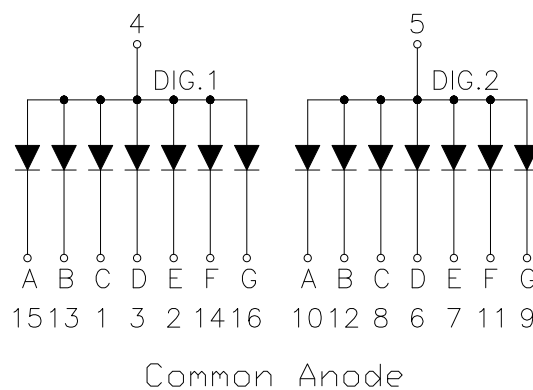 4 5
DIG.1 DIG.2
A B C D E F G A B C D E F G
15 13 1 3 2 14 16 10 12 8 6 7 11 9
Common Anode